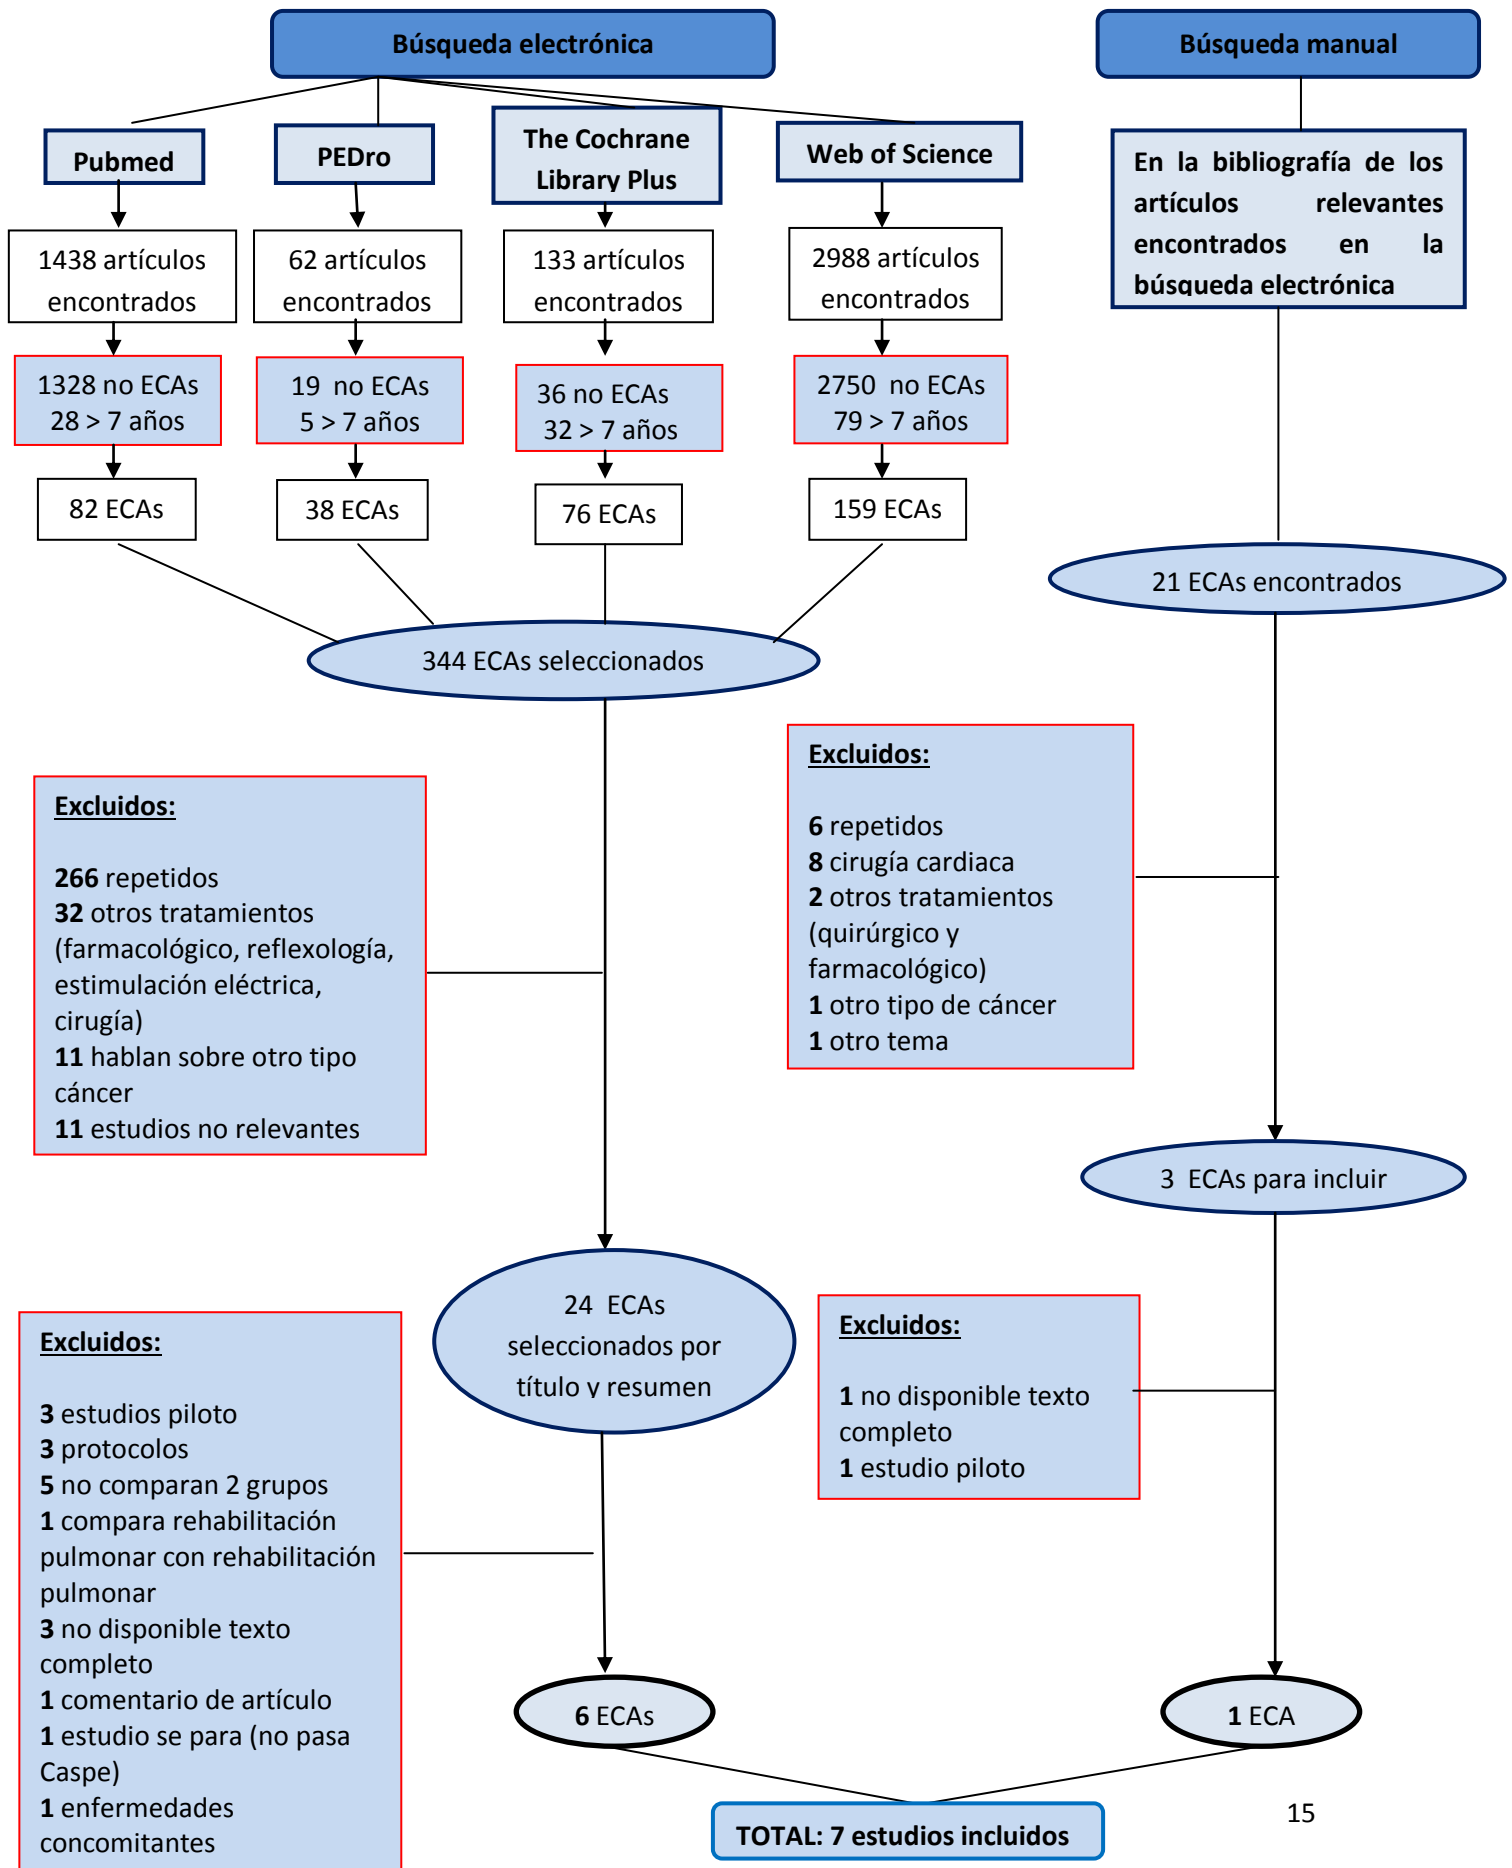 Búsqueda electrónica
Búsqueda manual
Pubmed
PEDro
The Cochrane
Library Plus
Web of Science
En la bibliografía de los
artículos relevantes
encontrados en la
búsqueda electrónica
1438 artículos
encontrados
62 artículos
encontrados
133 artículos
encontrados
2988 artículos
encontrados
1328 no ECAs
28 > 7 años
19 no ECAs
5 > 7 años
36 no ECAs
32 > 7 años
2750 no ECAs
79 > 7 años
82 ECAs
38 ECAs
76 ECAs
159 ECAs
21 ECAs encontrados
344 ECAs seleccionados
Excluidos:
266 repetidos
32 otros tratamientos
(farmacológico, reflexología,
estimulación eléctrica,
cirugía)
11 hablan sobre otro tipo
cáncer
11 estudios no relevantes
Excluidos:
6 repetidos
8 cirugía cardiaca
2 otros tratamientos
(quirúrgico y
farmacológico)
1 otro tipo de cáncer
1 otro tema
3 ECAs para incluir
24 ECAs
seleccionados por
título y resumen
Excluidos:
3 estudios piloto
3 protocolos
5 no comparan 2 grupos
1 compara rehabilitación
pulmonar con rehabilitación
pulmonar
3 no disponible texto
completo
1 comentario de artículo
1 estudio se para (no pasa
Caspe)
1 enfermedades
concomitantes
Excluidos:
1 no disponible texto
completo
1 estudio piloto
6 ECAs
1 ECA
TOTAL: 7 estudios incluidos
15